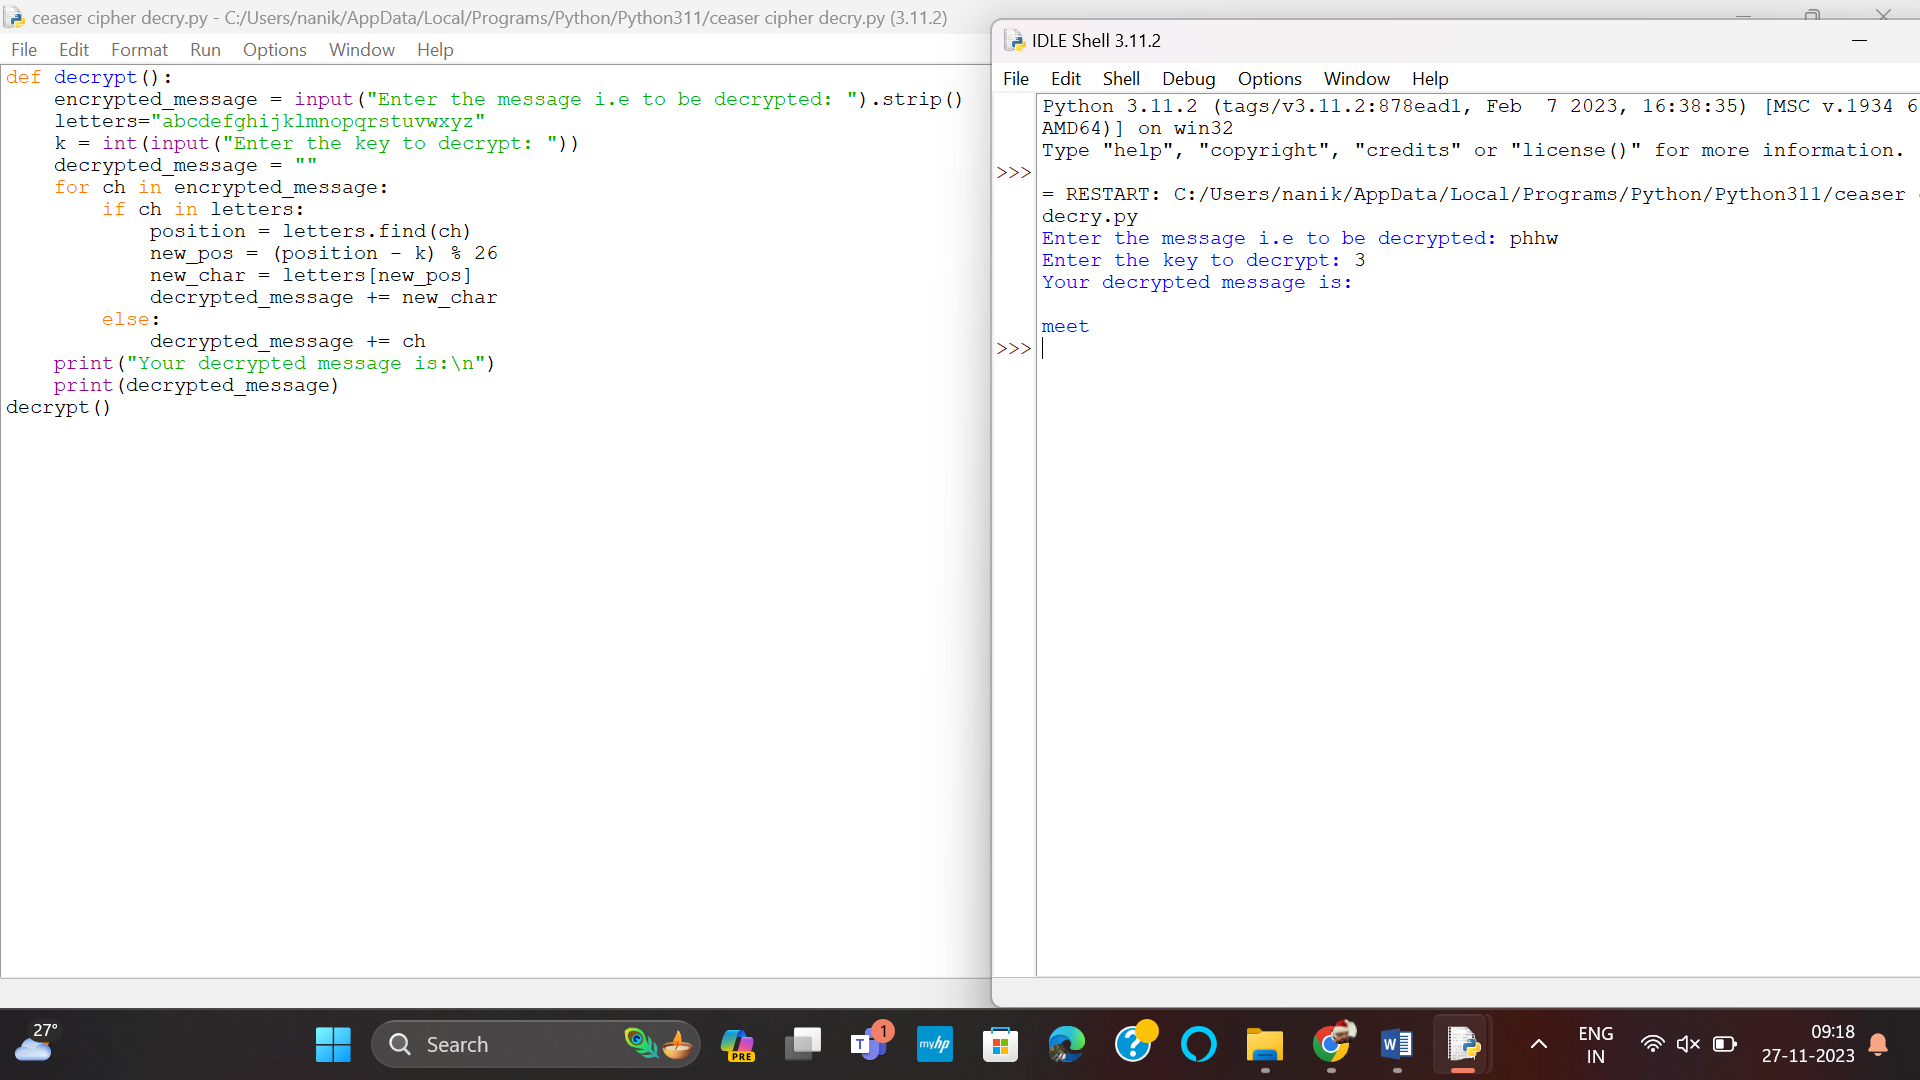 ceaser cipher decry.py - C:/Users/nanik/AppData/Local/Programs/Python/Python311/ceaser cipher decry.py (3.11.2)
File Edit Format Run Options Window Help
def decrypt():
    encrypted_message = input("Enter the message i.e to be decrypted: ").strip()
    letters="abcdefghijklmnopqrstuvwxyz"
    k = int(input("Enter the key to decrypt: "))
    decrypted_message = ""
    for ch in encrypted_message:
        if ch in letters:
            position = letters.find(ch)
            new_pos = (position - k) % 26
            new_char = letters[new_pos]
            decrypted_message += new_char
        else:
            decrypted_message += ch
    print("Your decrypted message is:\n")
    print(decrypted_message)
decrypt()
IDLE Shell 3.11.2
File Edit Shell Debug Options Window Help
Python 3.11.2 (tags/v3.11.2:878ead1, Feb  7 2023, 16:38:35) [MSC v.1934 6
AMD64)] on win32
Type "help", "copyright", "credits" or "license()" for more information.
>>>
= RESTART: C:/Users/nanik/AppData/Local/Programs/Python/Python311/ceaser
decry.py
Enter the message i.e to be decrypted: phhw
Enter the key to decrypt: 3
Your decrypted message is:
meet
>>>
27°
Search
PRE
T 1
myhp
?
W
ENG
IN
09:18
27-11-2023